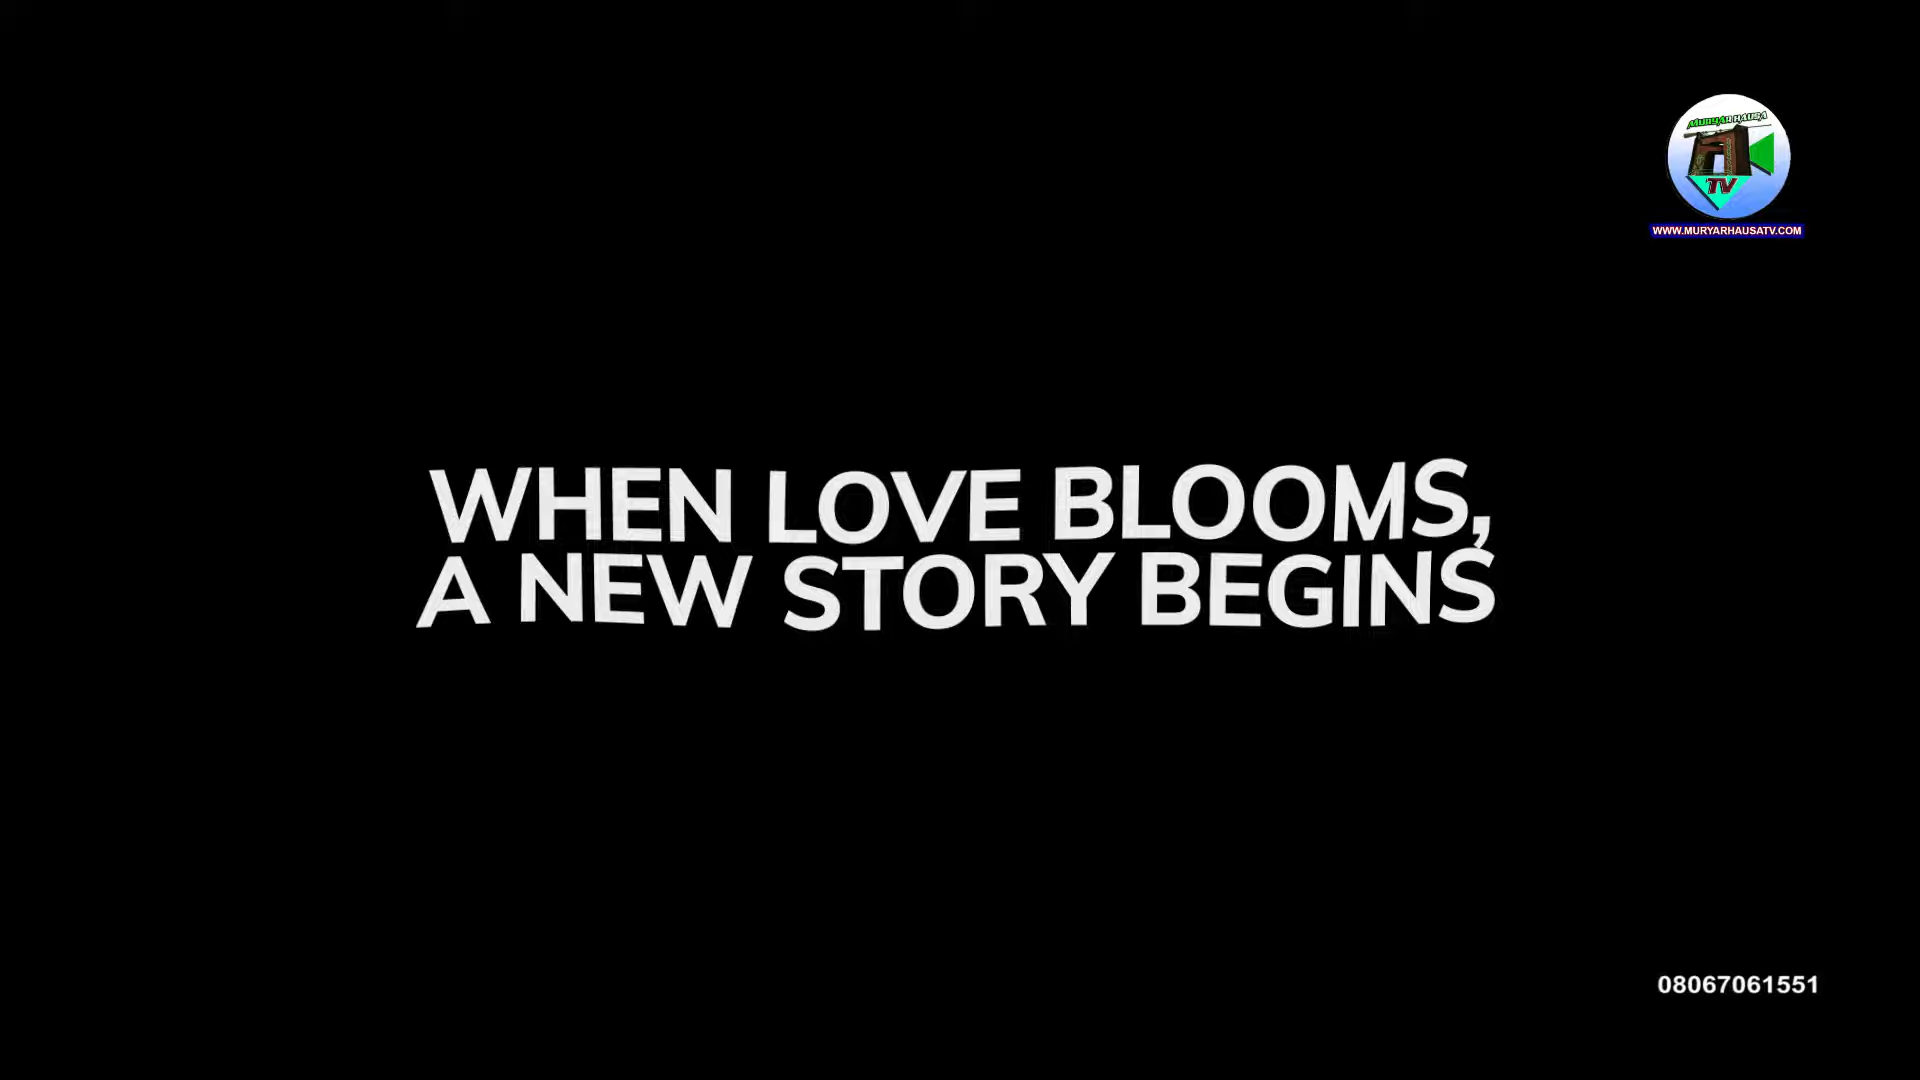 MURYAR HAUSA
TV
WWW.MURYARHAUSATV.COM
WHEN LOVE BLOOMS,
A NEW STORY BEGINS
08067061551